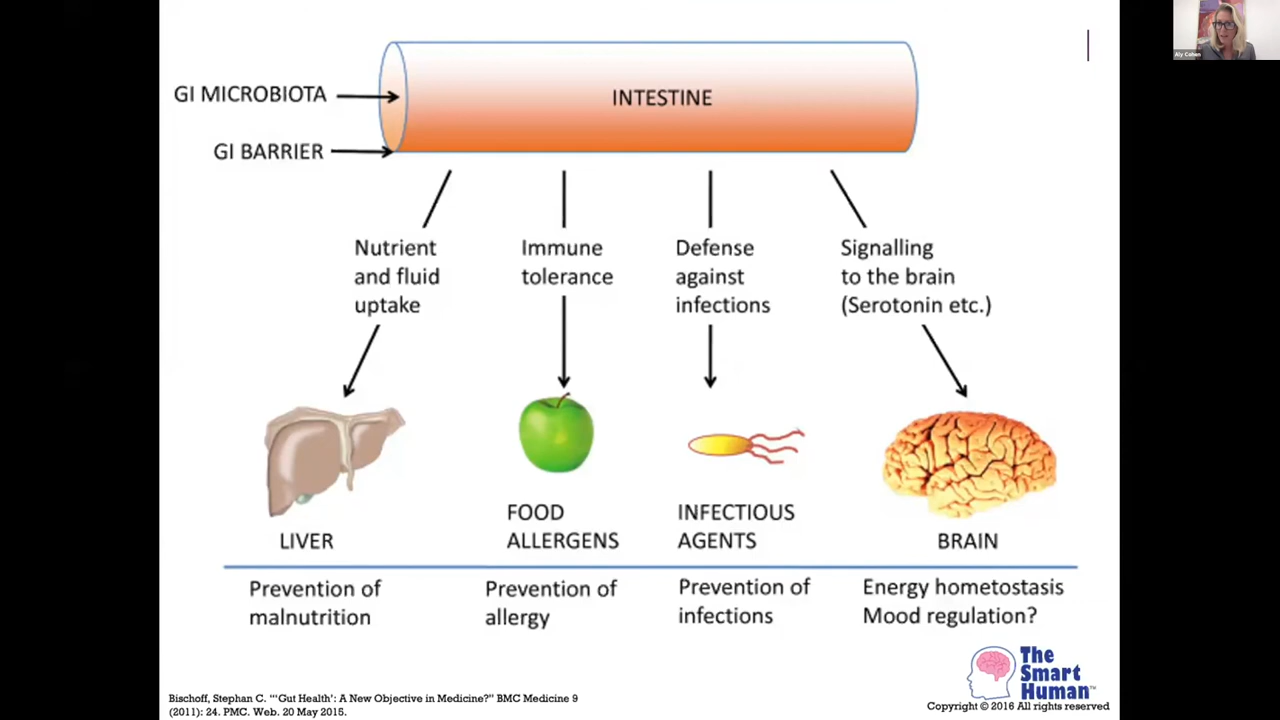 Aly Cohen
GI MICROBIOTA
INTESTINE
GI BARRIER
Nutrient
and fluid
uptake
Immune
tolerance
Defense
against
infections
Signalling
to the brain
(Serotonin etc.)
LIVER
FOOD
ALLERGENS
INFECTIOUS
AGENTS
BRAIN
Prevention of
malnutrition
Prevention of
allergy
Prevention of
infections
Energy hometostasis
Mood regulation?
The
Smart
Human™
Copyright © 2016 All rights reserved
Bischoff, Stephan C. “‘Gut Health’: A New Objective in Medicine?” BMC Medicine 9
(2011): 24. PMC. Web. 20 May 2015.